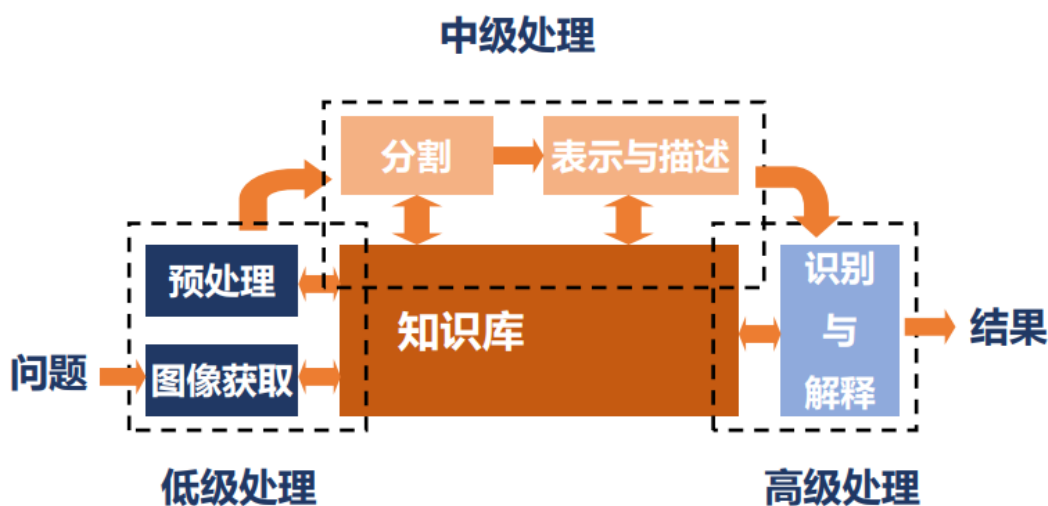 中级处理
分割
表示与描述
预处理
知识库
识别
与
解释
问题
图像获取
结果
低级处理
高级处理